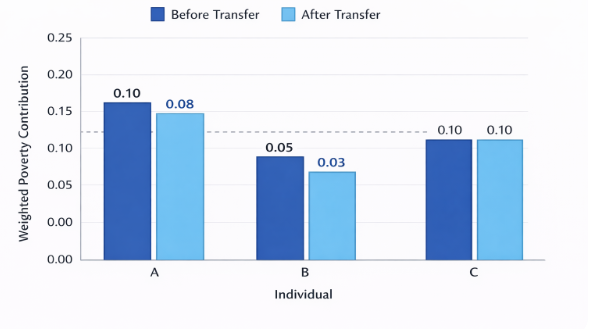 Before Transfer After Transfer
Weighted Poverty Contribution
0.25
0.20
0.15
0.10
0.05
0.00
0.00
0.10 0.08
0.05 0.03
0.10 0.10
A B C
Individual